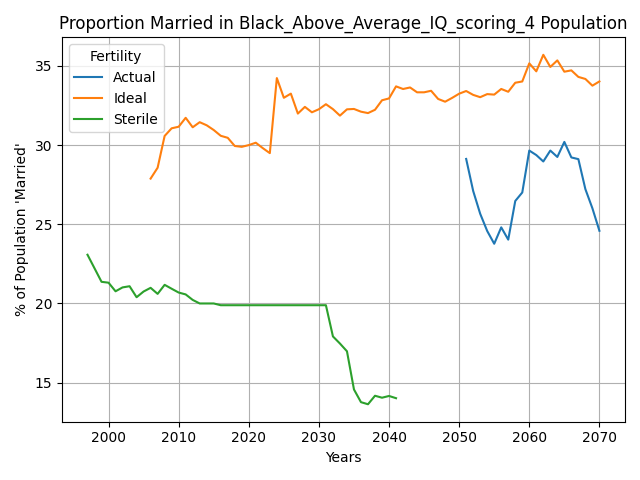 Proportion Married in Black_Above_Average_IQ_scoring_4 Population
Fertility
Actual
Ideal
Sterile
% of Population 'Married'
35
30
25
20
15
2000 2010 2020 2030 2040 2050 2060 2070
Years